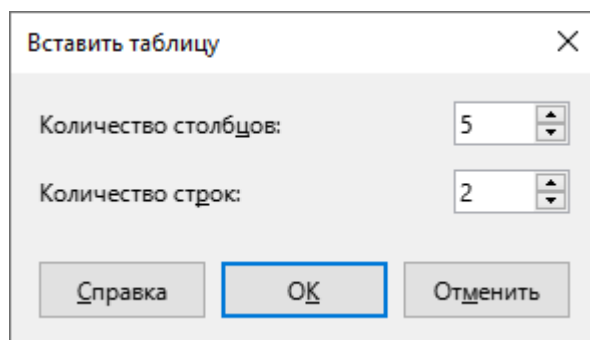 Вставить таблицу
Количество столбцов: 5
Количество строк: 2
Справка OK Отменить